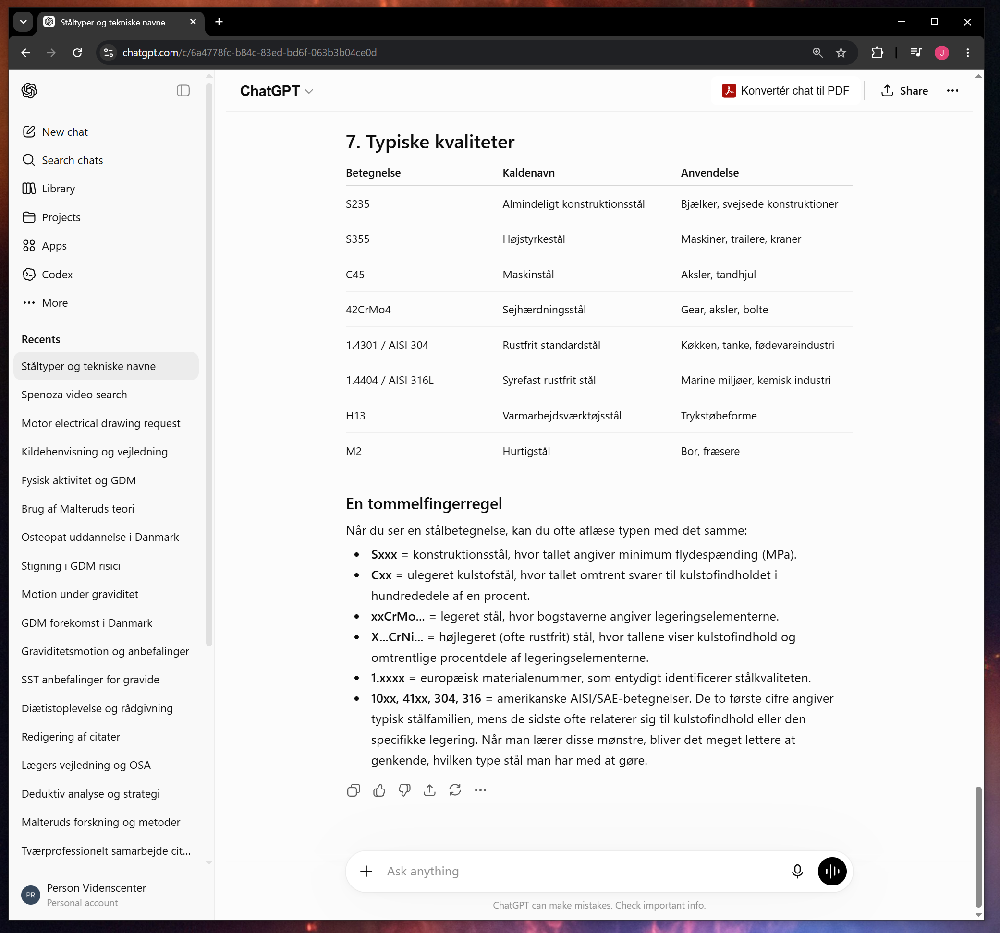 Ståltyper og tekniske navne
chatgpt.com/c/6a4778fc-b84c-83ed-bd6f-063b3b04ce0d
J
New chat
Search chats
Library
Projects
Apps
Codex
More
Recents
Ståltyper og tekniske navne
Spenoza video search
Motor electrical drawing request
Kildehenvisning og vejledning
Fysisk aktivitet og GDM
Brug af Malteruds teori
Osteopat uddannelse i Danmark
Stigning i GDM risici
Motion under graviditet
GDM forekomst i Danmark
Graviditetsmotion og anbefalinger
SST anbefalinger for gravide
Diætistoplevelse og rådgivning
Redigering af citater
Lægers vejledning og OSA
Deduktiv analyse og strategi
Malteruds forskning og metoder
Tværprofessionelt samarbejde cit...
PR
Person Videnscenter
Personal account
ChatGPT
Konvertér chat til PDF
Share
7. Typiske kvaliteter
Betegnelse Kaldenavn Anvendelse
S235 Almindeligt konstruktionsstål Bjælker, svejsede konstruktioner
S355 Højstyrkestål Maskiner, trailere, kraner
C45 Maskinstål Aksler, tandhjul
42CrMo4 Sejhærdningsstål Gear, aksler, bolte
1.4301 / AISI 304 Rustfrit standardstål Køkken, tanke, fødevareindustri
1.4404 / AISI 316L Syrefast rustfrit stål Marine miljøer, kemisk industri
H13 Varmarbejdsværktøjsstål Trykstøbeforme
M2 Hurtigstål Bor, fræsere
En tommelfingerregel
Når du ser en stålbetegnelse, kan du ofte aflæse typen med det samme:
• Sxxx = konstruktionsstål, hvor tallet angiver minimum flydespænding (MPa).
• Cxx = ulegeret kulstofstål, hvor tallet omtrent svarer til kulstofindholdet i
hundrededele af en procent.
• xxCrMo... = legeret stål, hvor bogstaverne angiver legeringselementerne.
• X...CrNi... = højlegeret (ofte rustfrit) stål, hvor tallene viser kulstofindhold og
omtrentlige procentdele af legeringselementerne.
• 1.xxxx = europæisk materialenummer, som entydigt identificerer stålkvaliteten.
• 10xx, 41xx, 304, 316 = amerikanske AISI/SAE-betegnelser. De to første cifre angiver
typisk stålfamilien, mens de sidste ofte relaterer sig til kulstofindhold eller den
specifikke legering. Når man lærer disse mønstre, bliver det meget lettere at
genkende, hvilken type stål man har med at gøre.
Ask anything
ChatGPT can make mistakes. Check important info.